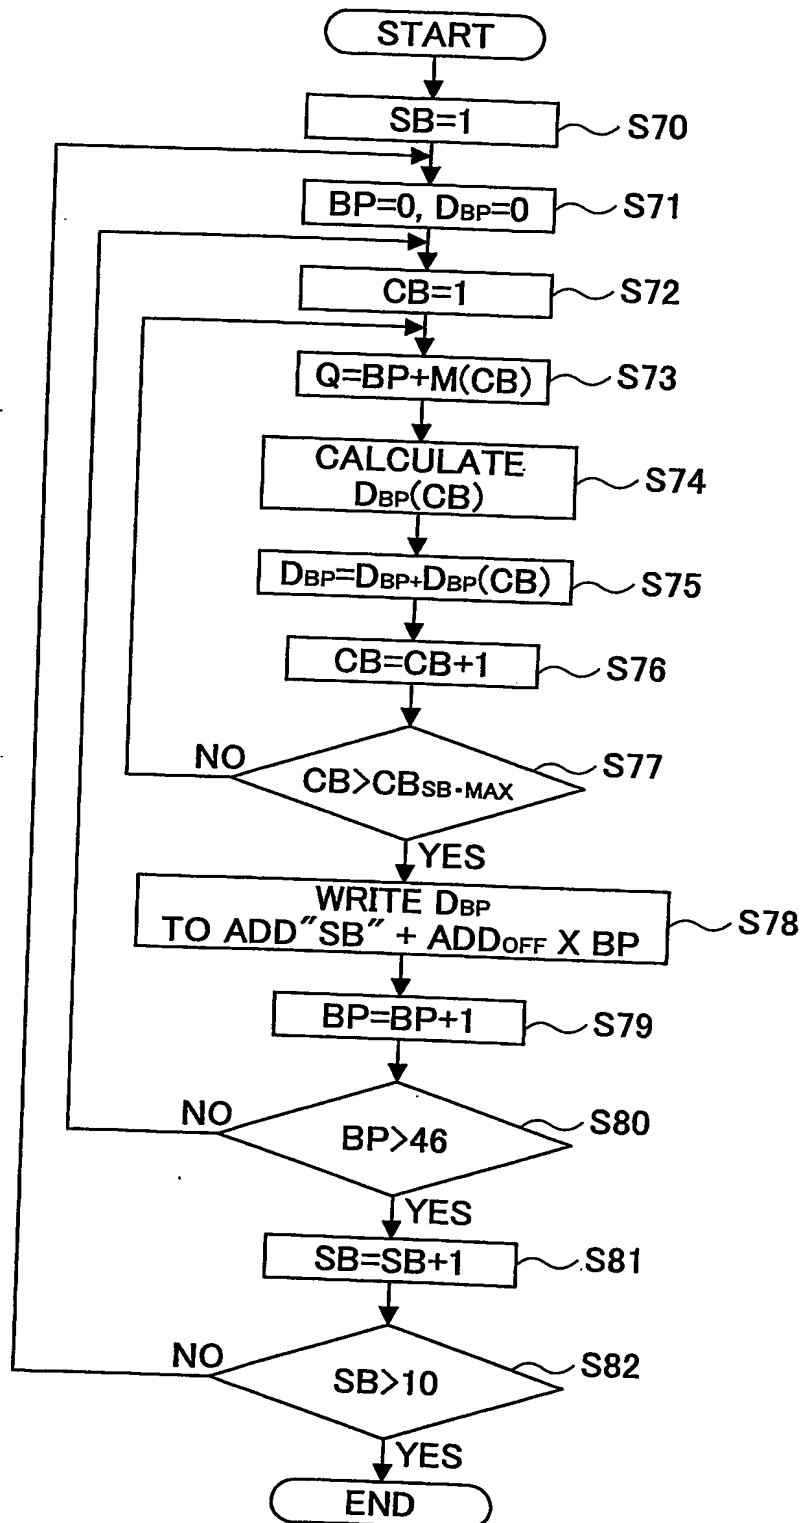 START
SB=1
S70
BP=0, DBP=0
S71
CB=1
S72
Q=BP+M(CB)
S73
CALCULATE
DBP(CB)
S74
DBP=DBP+DBP(CB)
S75
CB=CB+1
S76
NO
CB>CBSB·MAX
S77
YES
WRITE DBP
TO ADD"SB" + ADDOFF X BP
S78
BP=BP+1
S79
NO
BP>46
S80
YES
SB=SB+1
S81
NO
SB>10
S82
YES
END